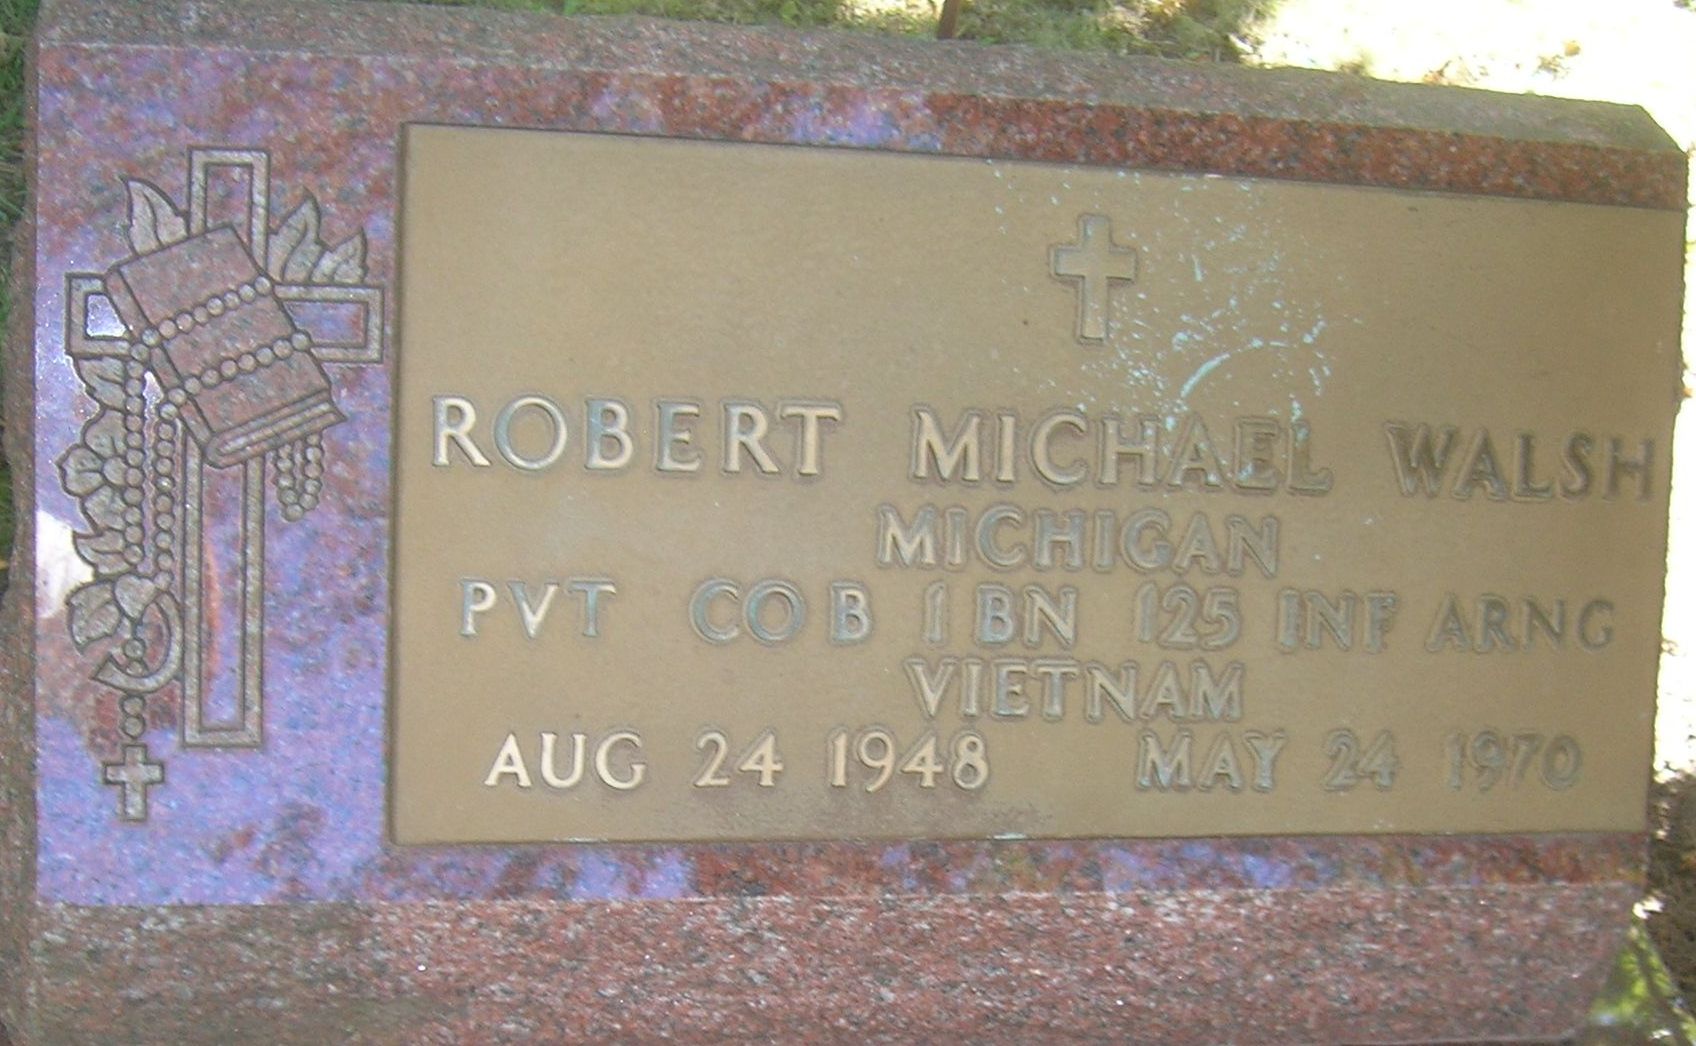 ROBERT MICHAEL WALSH
MICHIGAN
PVT CO B 1 BN 125 INF ARNG
VIETNAM
AUG 24 1948 MAY 24 1970